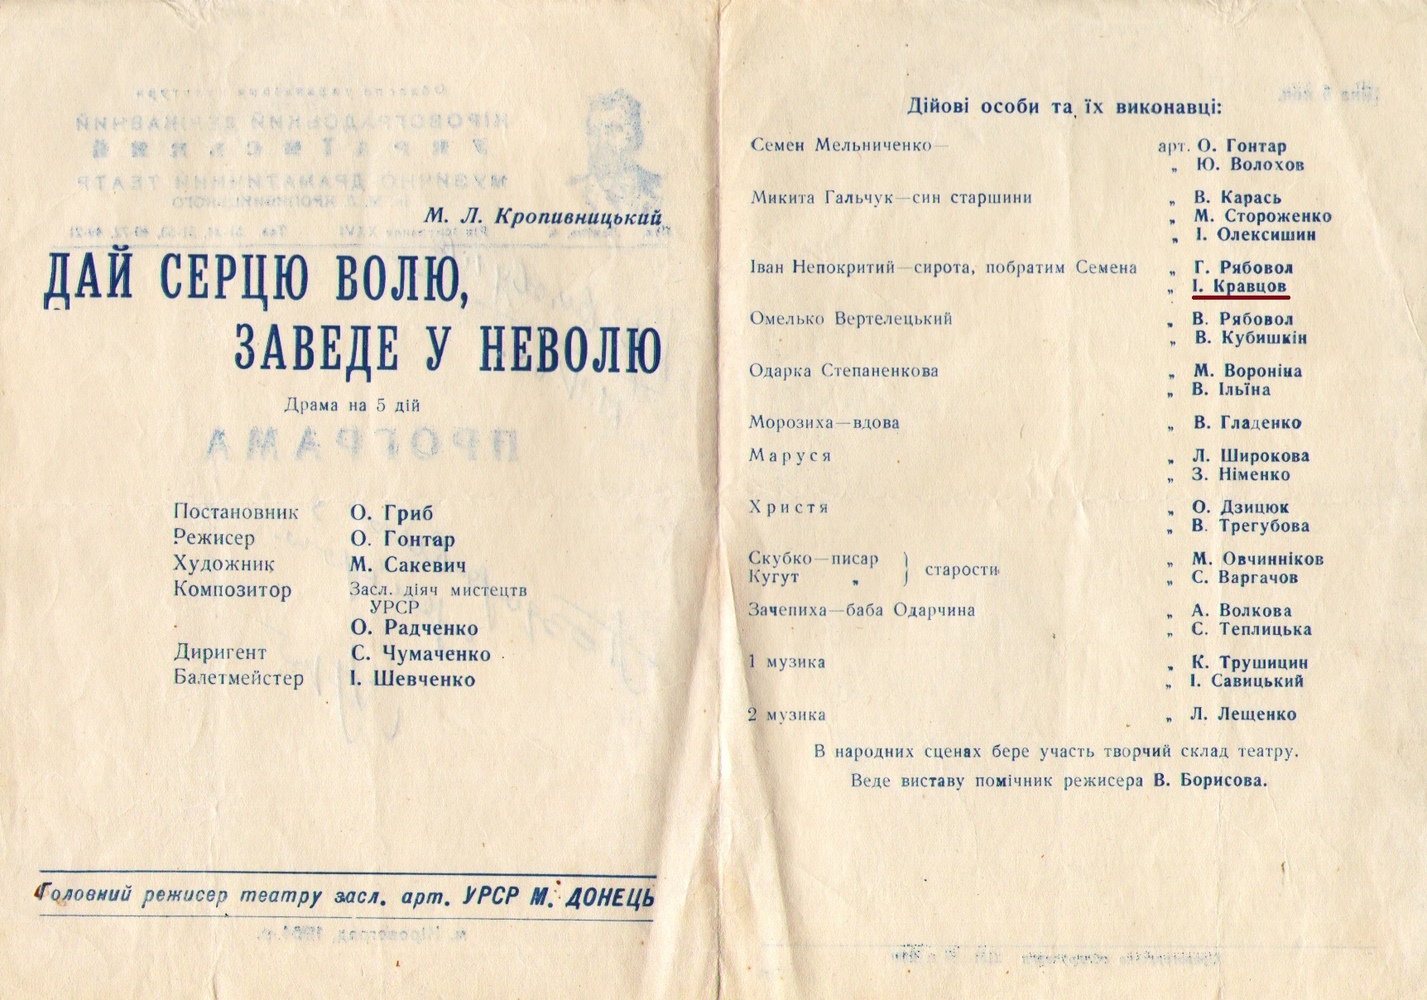 М. Л. Кропивницький
ДАЙ СЕРЦЮ ВОЛЮ,
ЗАВЕДЕ У НЕВОЛЮ
Драма на 5 дій
ПРОГРАМА
Постановник О. Гриб
Режисер О. Гонтар
Художник М. Сакевич
Композитор Засл. діяч мистецтв
УРСР
О. Радченко
Диригент С. Чумаченко
Балетмейстер І. Шевченко
Головний режисер театру засл. арт. УРСР М. ДОНЕЦЬ
Дійові особи та їх виконавці:
Семен Мельниченко— арт. О. Гонтар
„ Ю. Волохов
Микита Гальчук—син старшини „ В. Карась
„ М. Стороженко
„ І. Олексишин
Іван Непокритий—сирота, побратим Семена „ Г. Рябовол
„ І. Кравцов
Омелько Вертелецький „ В. Рябовол
„ В. Кубишкін
Одарка Степаненкова „ М. Вороніна
„ В. Ільїна
Морозиха—вдова „ В. Гладенко
Маруся „ Л. Широкова
„ З. Німенко
Христя „ О. Дзицюк
„ В. Трегубова
Скубко—писар } старости „ М. Овчинніков
Кугут „ „ С. Варгачов
Зачепиха—баба Одарчина „ А. Волкова
„ С. Теплицька
1 музика „ К. Трушицин
„ І. Савицький
2 музика „ Л. Лещенко
В народних сценах бере участь творчий склад театру.
Веде виставу помічник режисера В. Борисова.